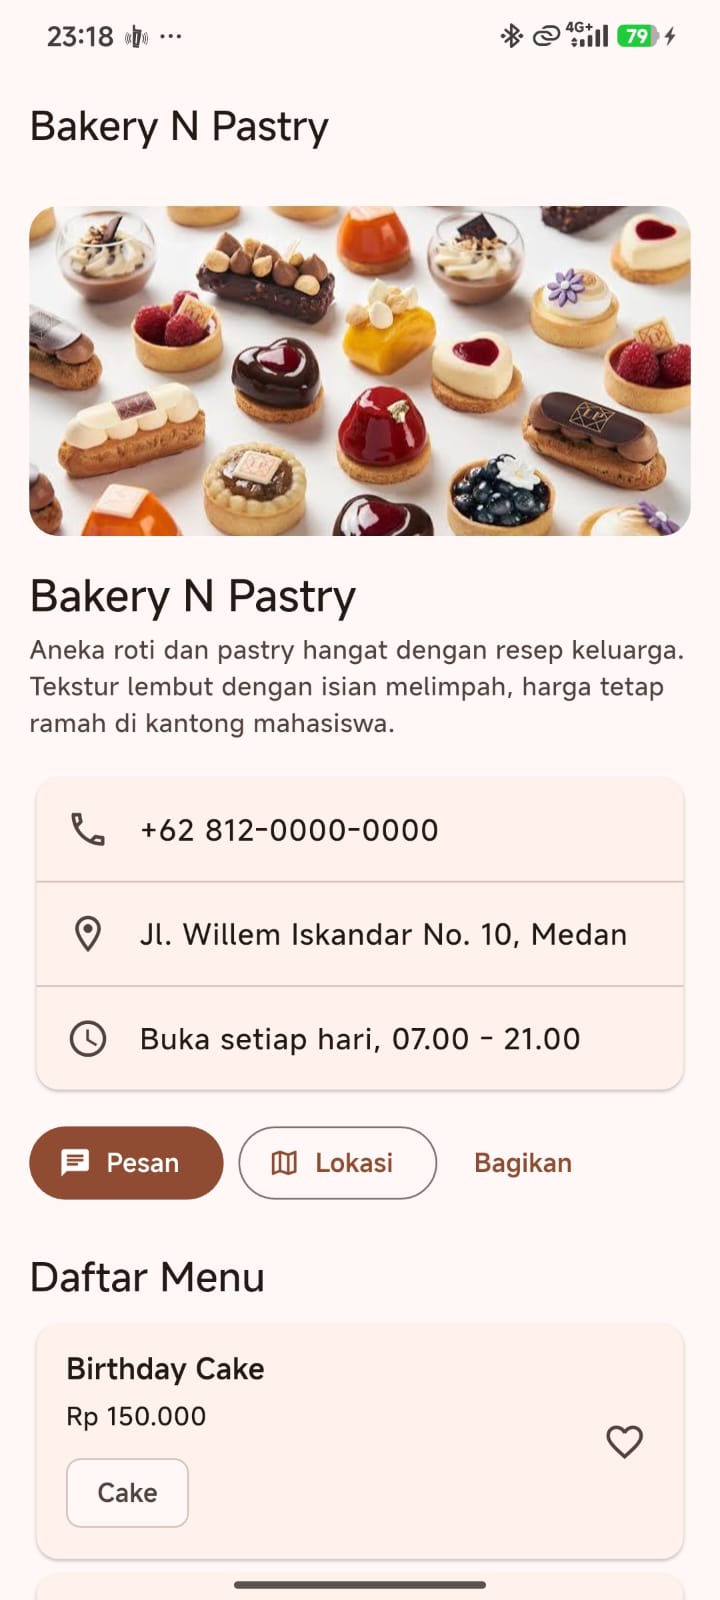 23:18
4G+
79
Bakery N Pastry
Bakery N Pastry
Aneka roti dan pastry hangat dengan resep keluarga.
Tekstur lembut dengan isian melimpah, harga tetap
ramah di kantong mahasiswa.
+62 812-0000-0000
Jl. Willem Iskandar No. 10, Medan
Buka setiap hari, 07.00 - 21.00
Pesan
Lokasi
Bagikan
Daftar Menu
Birthday Cake
Rp 150.000
Cake